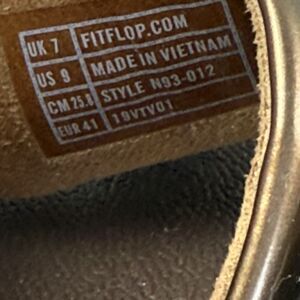 UK 7 FITFLOP.COM
US 9 MADE IN VIETNAM
CM 25.8 STYLE N93-012
EUR 41 19VTV01